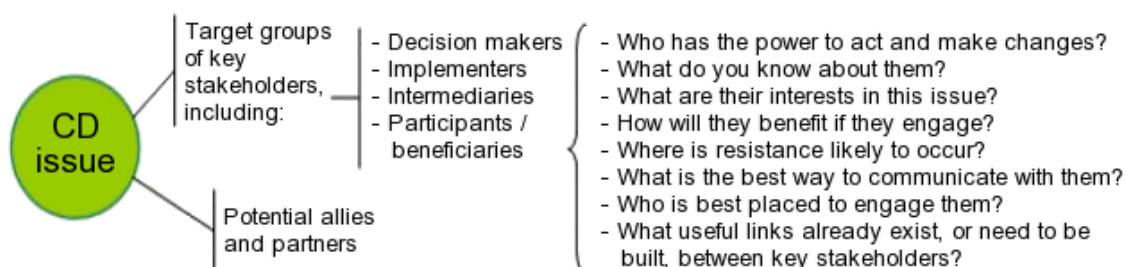 CD
issue
Target groups
of key
stakeholders,
including:
- Decision makers
- Implementers
- Intermediaries
- Participants /
beneficiaries
- Who has the power to act and make changes?
- What do you know about them?
- What are their interests in this issue?
- How will they benefit if they engage?
- Where is resistance likely to occur?
- What is the best way to communicate with them?
- Who is best placed to engage them?
- What useful links already exist, or need to be
built, between key stakeholders?
Potential allies
and partners